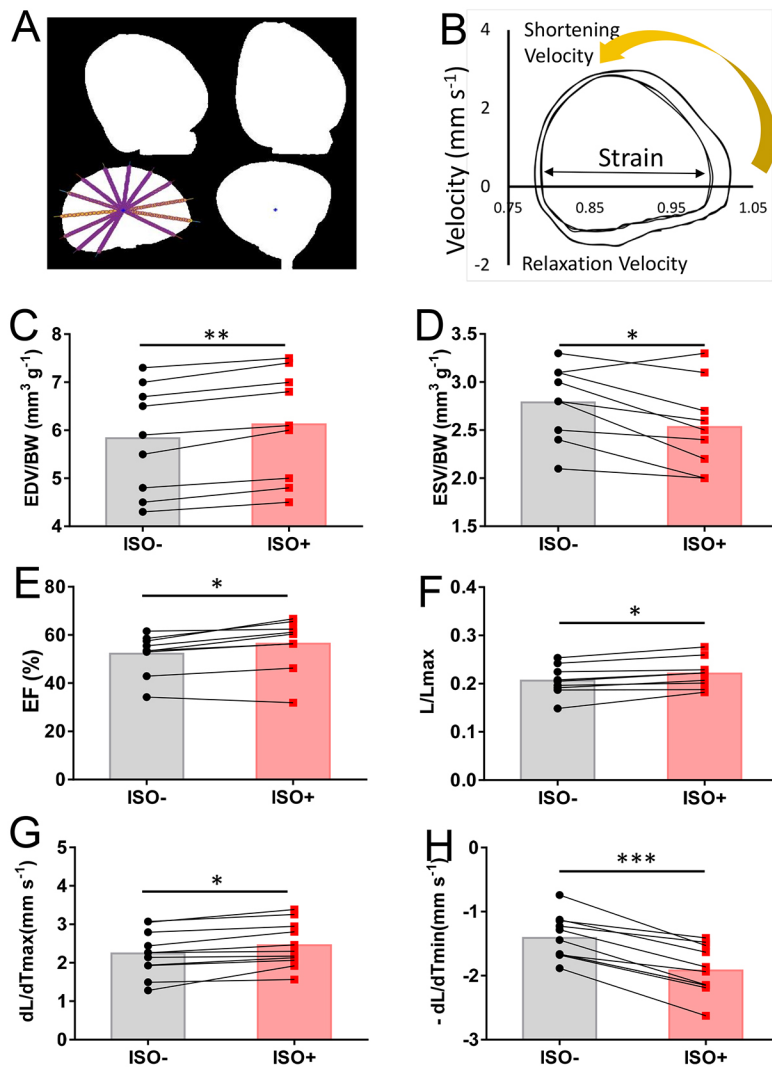 A
B
4
Shortening
Velocity
2
Velocity (mm s-1)
Strain
0
0.75 0.85 0.95 1.05
Relaxation Velocity
-2
C
**
8
7
6
5
4
EDV/BW (mm³ g-1)
ISO- ISO+
D
*
3.5
3.0
2.5
2.0
1.5
ESV/BW (mm³ g-1)
ISO- ISO+
E
*
80
60
40
20
0
EF (%)
ISO- ISO+
F
*
0.4
0.3
0.2
0.1
0.0
L/Lmax
ISO- ISO+
G
*
5
4
3
2
1
0
dL/dTmax(mm s-1)
ISO- ISO+
H
***
0
-1
-2
-3
- dL/dTmin(mm s-1)
ISO- ISO+